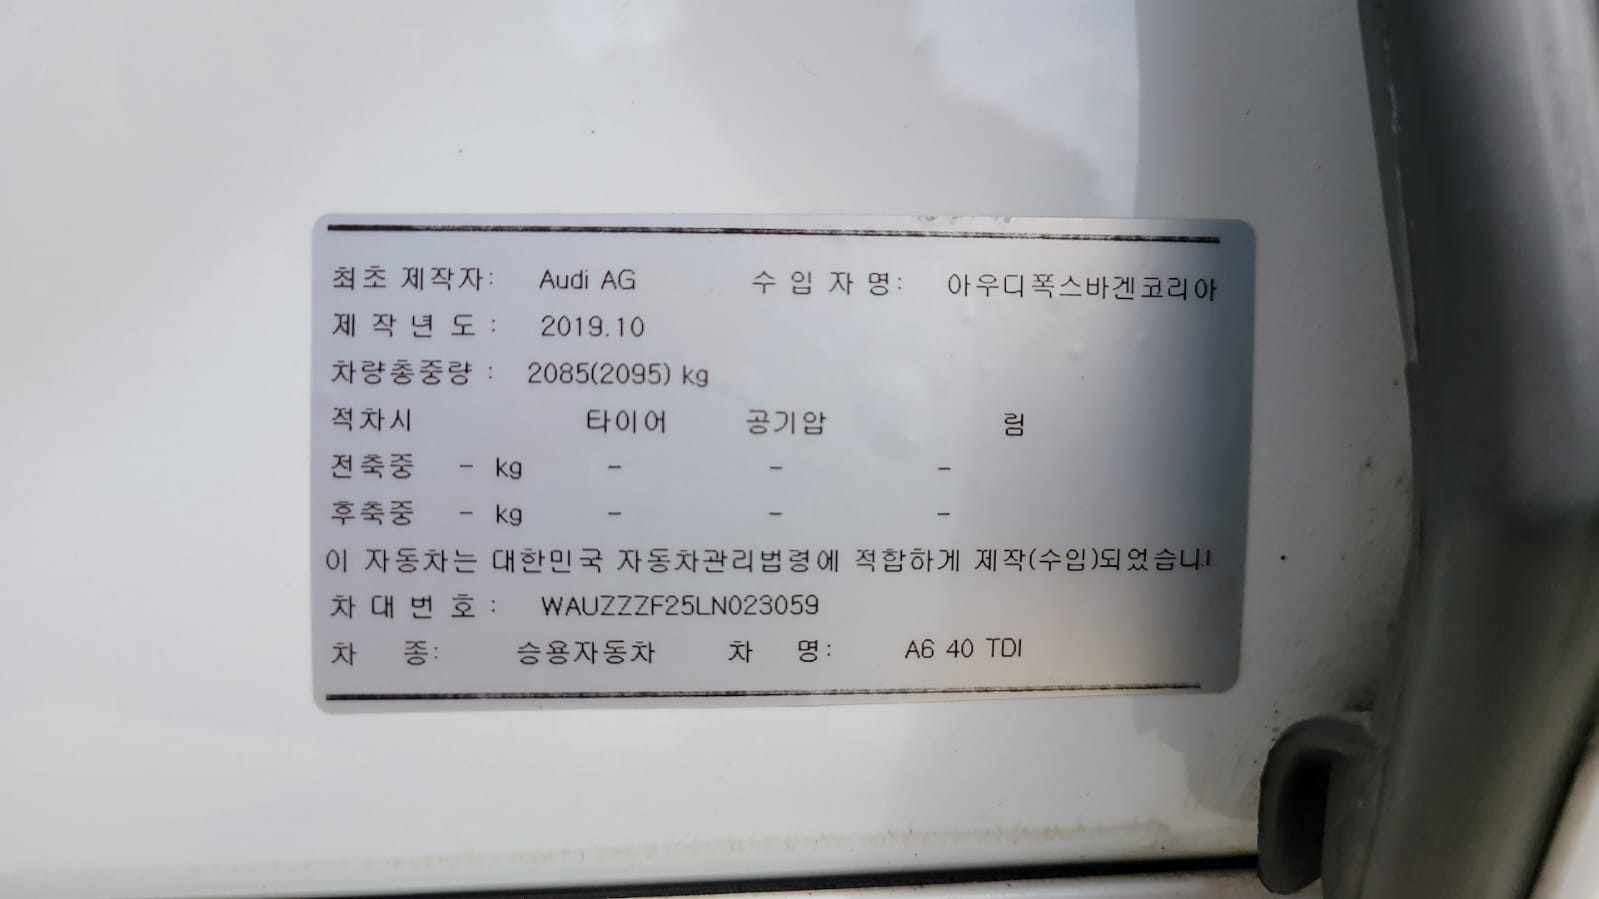 최초 제작자: Audi AG 수 입 자 명: 아우디폭스바겐코리아
제 작 년 도 : 2019.10
차량총중량 : 2085(2095) kg
적차시 타이어 공기압 림
전축중 - kg - - -
후축중 - kg - - -
이 자동차는 대한민국 자동차관리법령에 적합하게 제작(수입)되었습니
차 대 번 호 : WAUZZZF25LN023059
차 종: 승용자동차 차 명: A6 40 TDI